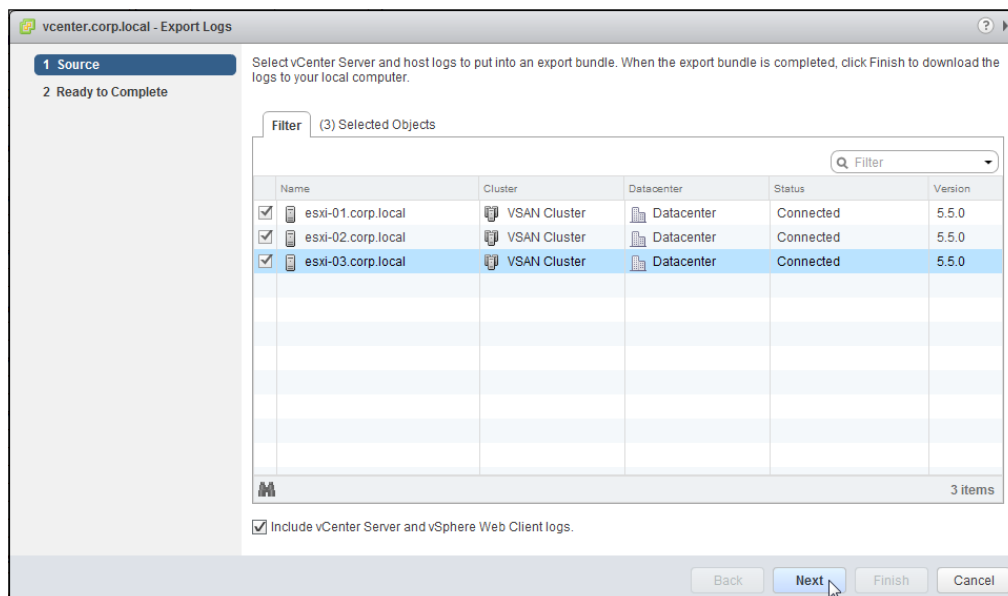 vcenter.corp.local - Export Logs
?
1 Source
2 Ready to Complete
Select vCenter Server and host logs to put into an export bundle. When the export bundle is completed, click Finish to download the
logs to your local computer.
Filter (3) Selected Objects
Filter
Name Cluster Datacenter Status Version
esxi-01.corp.local VSAN Cluster Datacenter Connected 5.5.0
esxi-02.corp.local VSAN Cluster Datacenter Connected 5.5.0
esxi-03.corp.local VSAN Cluster Datacenter Connected 5.5.0
3 items
Include vCenter Server and vSphere Web Client logs.
Back Next Finish Cancel